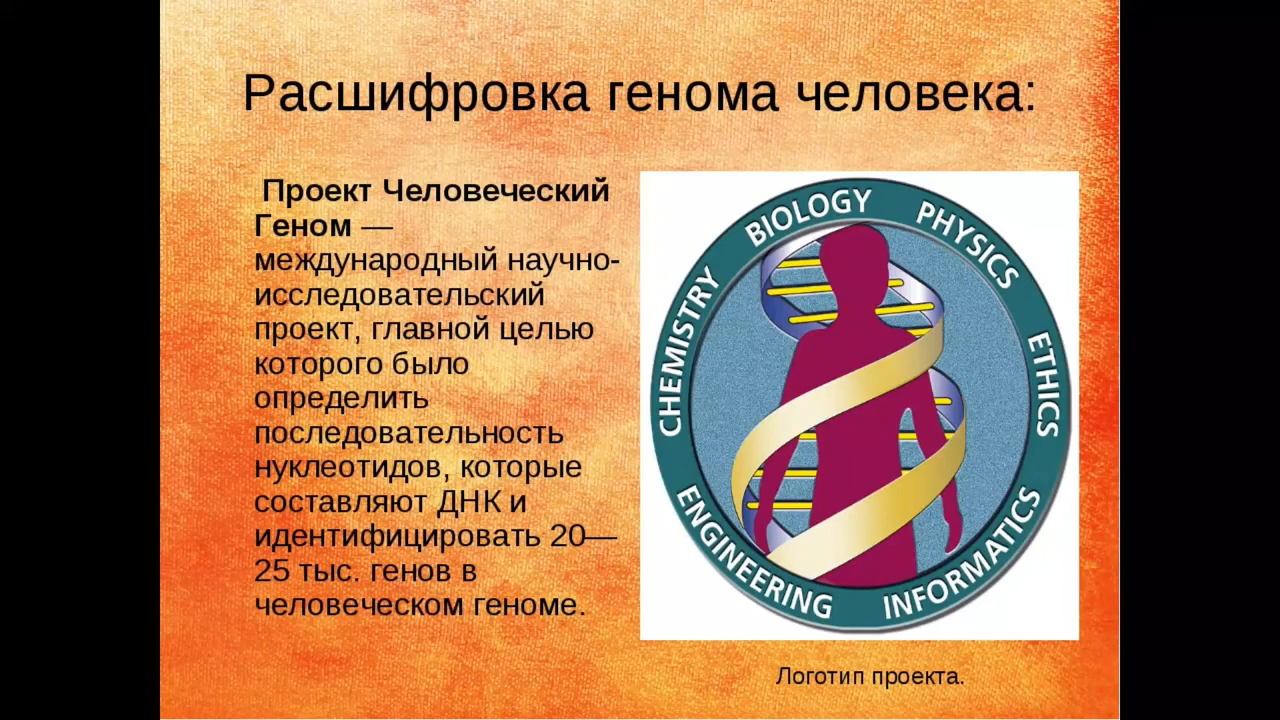 Расшифровка генома человека:
Проект Человеческий
Геном —
международный научно-
исследовательский
проект, главной целью
которого было
определить
последовательность
нуклеотидов, которые
составляют ДНК и
идентифицировать 20—
25 тыс. генов в
человеческом геноме.
CHEMISTRY
BIOLOGY
PHYSICS
ETHICS
INFORMATICS
ENGINEERING
Логотип проекта.